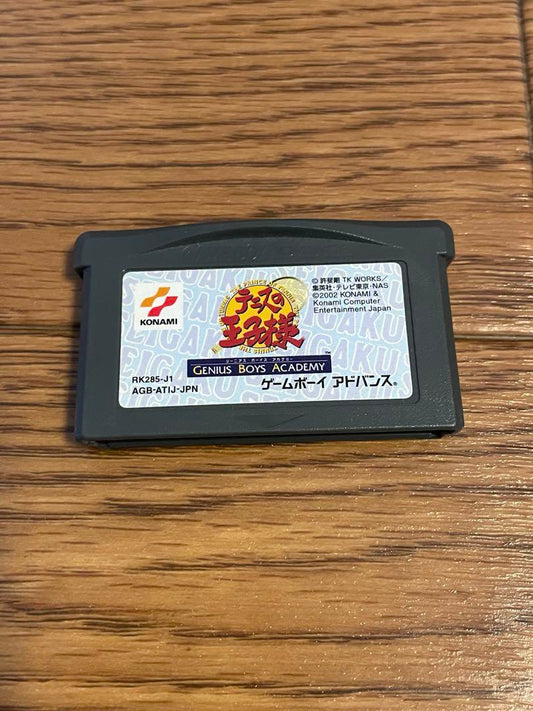 KONAMI
RK285-J1
AGB-ATIJ-JPN
テニスの
王子様
ジーニアス・ボーイズ・アカデミー
GENIUS BOYS ACADEMY™
ゲームボーイ アドバンス®
© 許斐剛 TK WORKS/
集英社・テレビ東京・NAS
©2002 KONAMI &
Konami Computer
Entertainment Japan
SEIGAKU